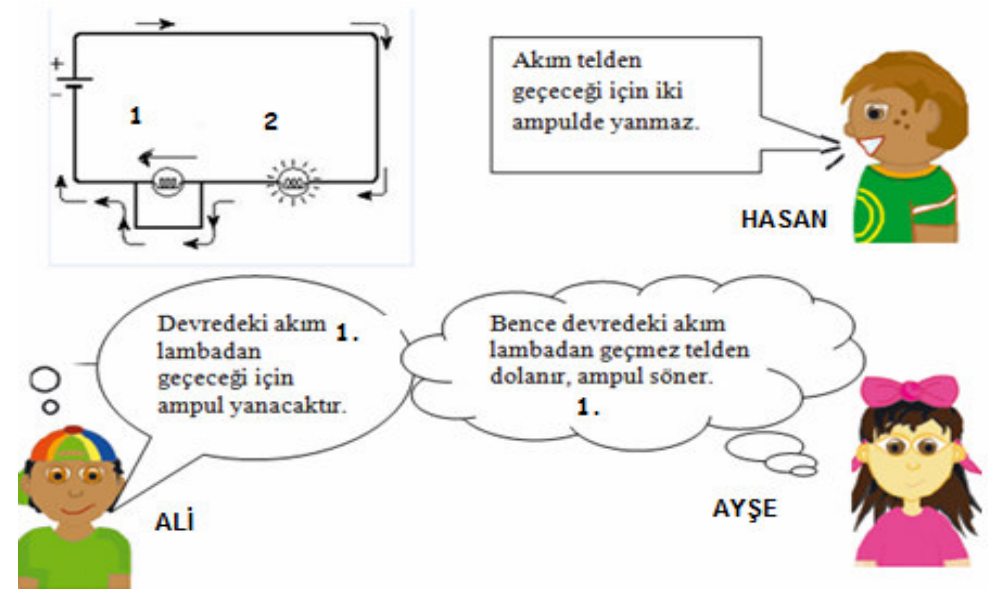 +
-
1
2
Akım telden
geçeceği için iki
ampulde yanmaz.
HASAN
Devredeki akım 1.
lambadan
geçeceği için
ampul yanacaktır.
ALİ
Bence devredeki akım
lambadan geçmez telden
dolanır, ampul söner.
1.
AYŞE